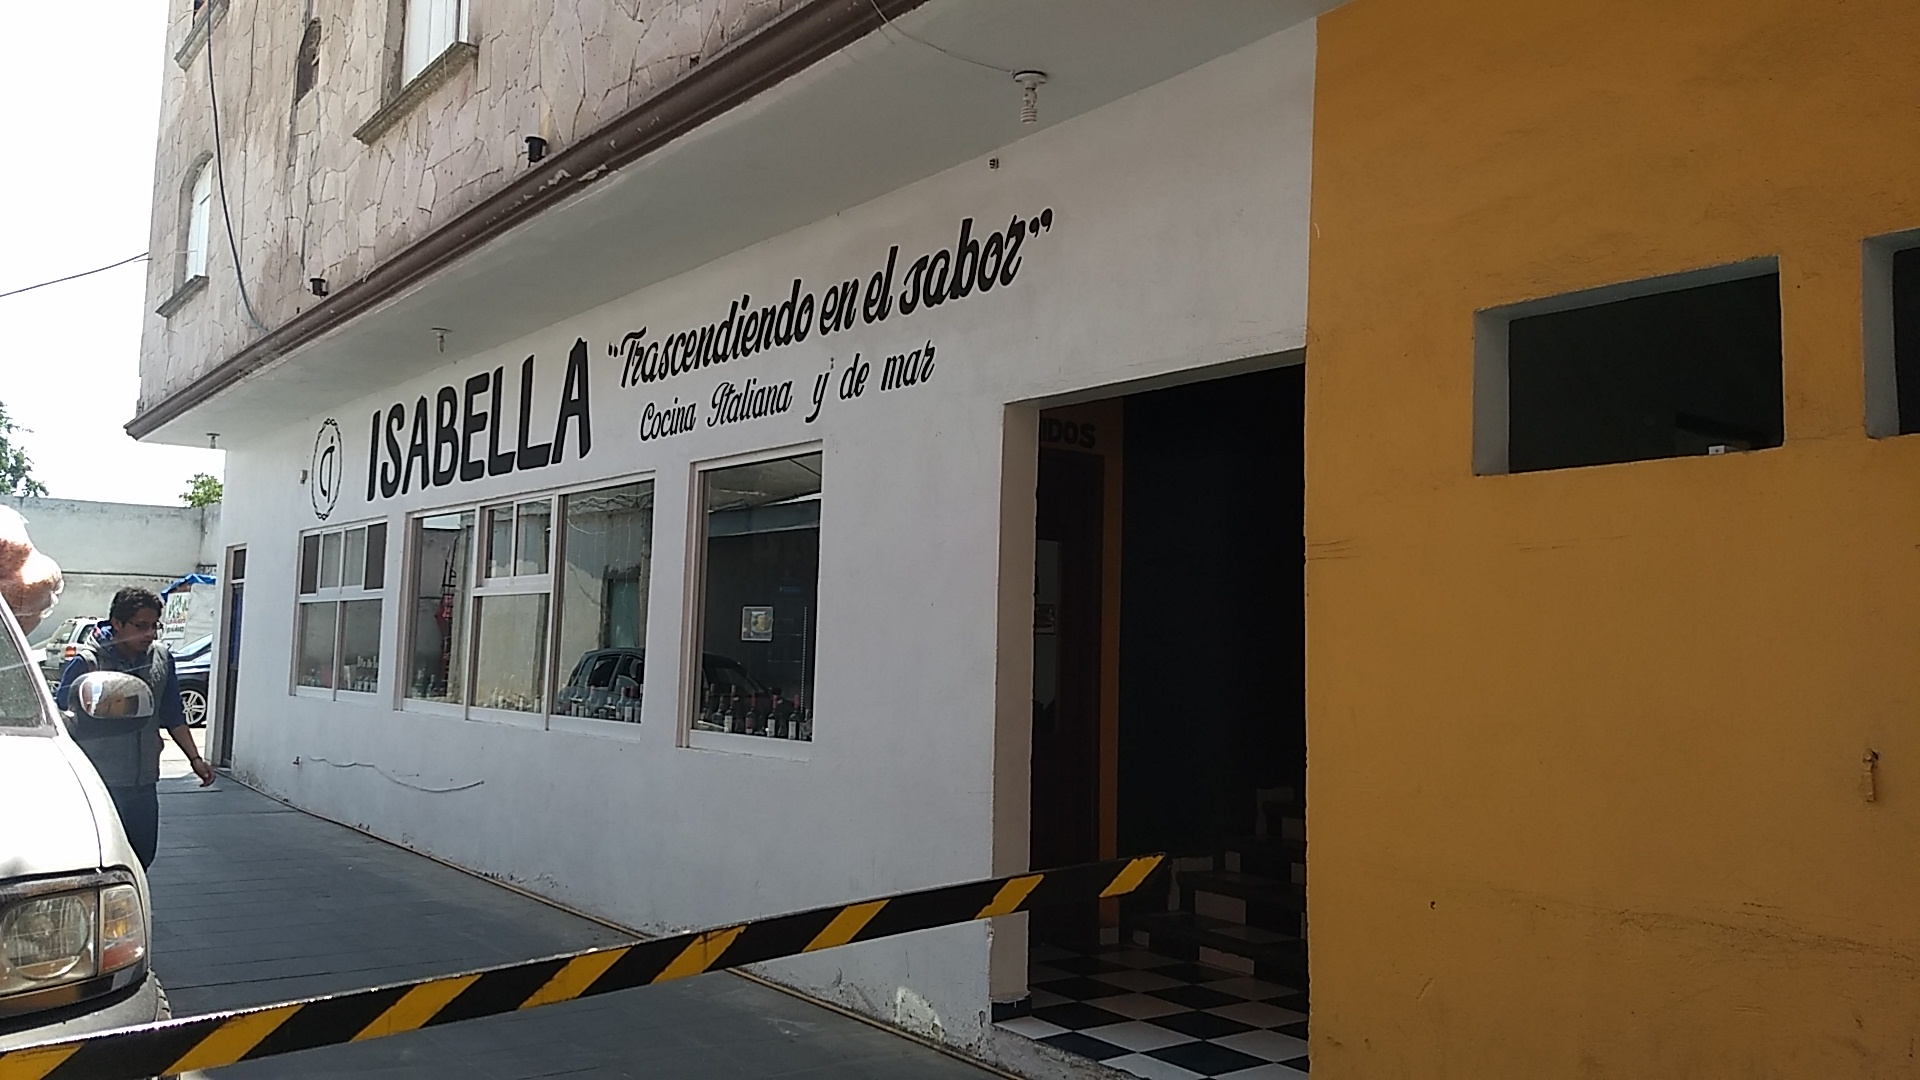 ISABELLA
“Trascendiendo en el sabor”
Cocina Italiana y de mar